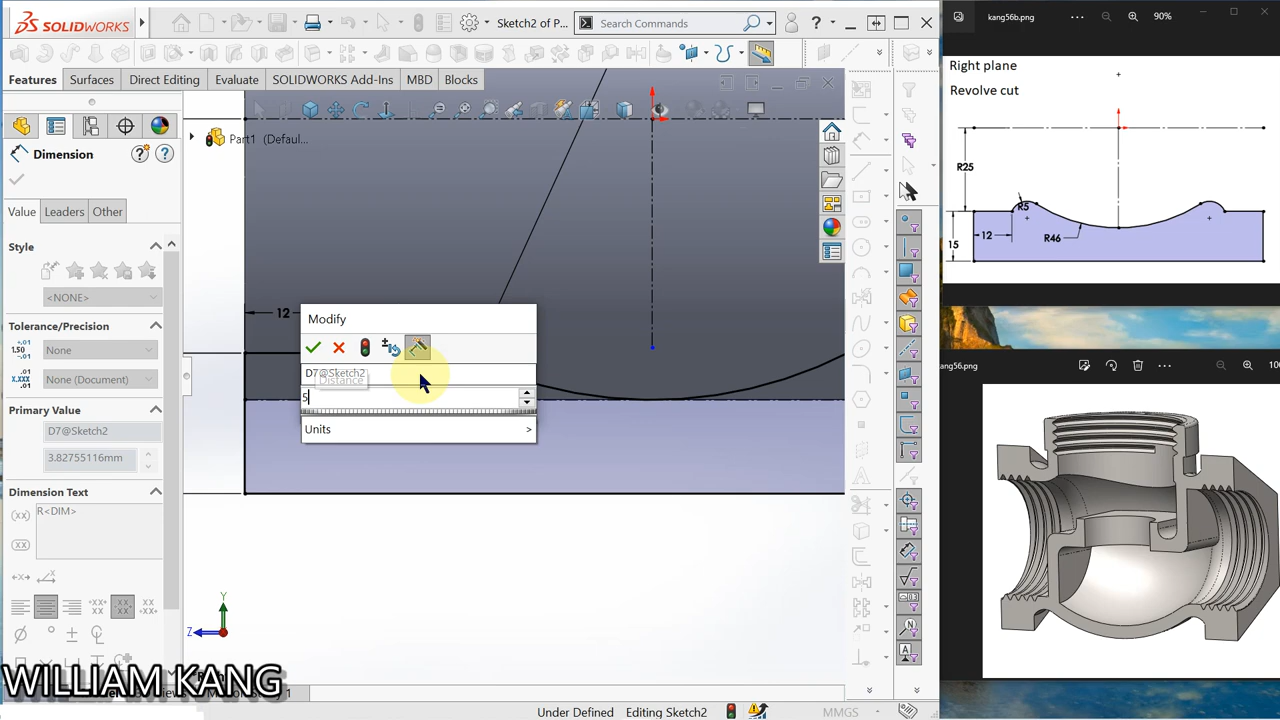 SOLIDWORKS
Sketch2 of P...
Search Commands
Features
Surfaces
Direct Editing
Evaluate
SOLIDWORKS Add-Ins
MBD
Blocks
Dimension
Part1 (Defaul...
Value
Leaders
Other
Style
<NONE>
Tolerance/Precision
None
None (Document)
Primary Value
D7@Sketch2
3.82755116mm
Dimension Text
R<DIM>
12
Modify
D7@Sketch2
Distance
5
Units
Y
Z
WILLIAM KANG
Under Defined
Editing Sketch2
MMGS
kang56b.png
90%
Right plane
Revolve cut
R25
R5
12
R46
15
ang56.png
100